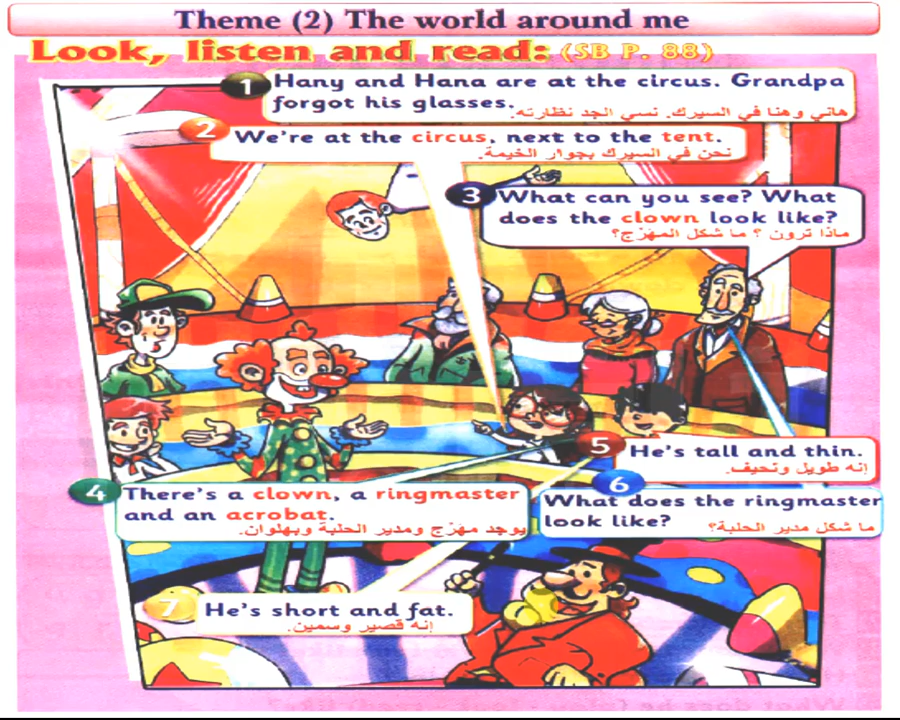 Theme (2) The world around me
Look, listen and read: (SB P. 88)
1 Hany and Hana are at the circus. Grandpa
forgot his glasses.
هاني وهنا في السيرك. نسي الجد نظارته.
2 We're at the circus, next to the tent.
نحن في السيرك بجوار الخيمة.
3 What can you see? What
does the clown look like?
ماذا ترون ؟ ما شكل المهرّج؟
5 He's tall and thin.
إنه طويل ونحيف.
4 There's a clown, a ringmaster
and an acrobat.
يوجد مهرّج ومدير الحلبة وبهلوان.
6 What does the ringmaster
look like?
ما شكل مدير الحلبة؟
7 He's short and fat.
إنه قصير وسمين.